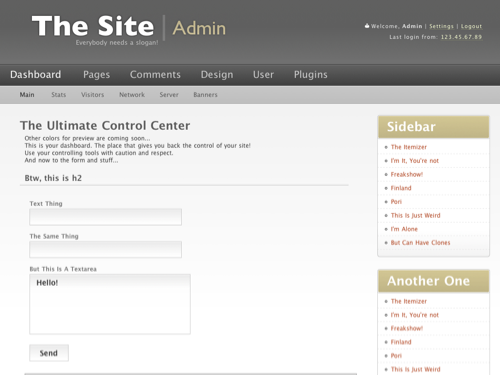 The Site Admin
Everybody needs a slogan!
Welcome, Admin | Settings | Logout
Last login from: 123.45.67.89
Dashboard Pages Comments Design User Plugins
Main Stats Visitors Network Server Banners
The Ultimate Control Center
Other colors for preview are coming soon...
This is your dashboard. The place that gives you back the control of your site!
Use your controlling tools with caution and respect.
And now to the form and stuff...
Btw, this is h2
Text Thing
The Same Thing
But This Is A Textarea
Hello!
Send
Sidebar
The Itemizer
I'm It, You're not
Freakshow!
Finland
Pori
This Is Just Weird
I'm Alone
But Can Have Clones
Another One
The Itemizer
I'm It, You're not
Freakshow!
Finland
Pori
This Is Just Weird